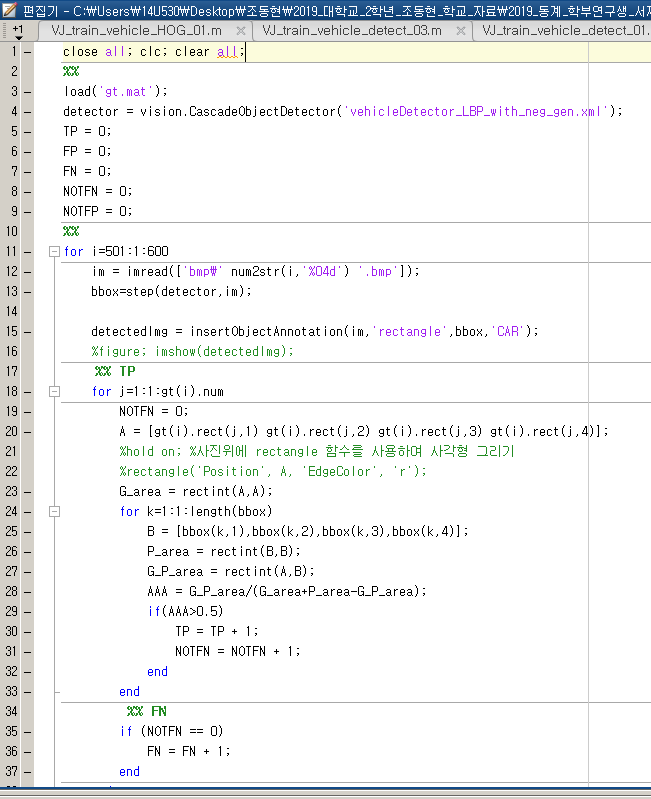 편집기 - C:₩Users₩14U530₩Desktop₩조동현₩2019_대학교_2학년_조동현_학교_자료₩2019_동계_학부연구생_서지
+1 VJ_train_vehicle_HOG_01.m VJ_train_vehicle_detect_03.m VJ_train_vehicle_detect_01.
1 close all; clc; clear all;
2 %%
3 load('gt.mat');
4 detector = vision.CascadeObjectDetector('vehicleDetector_LBP_with_neg_gen.xml');
5 TP = 0;
6 FP = 0;
7 FN = 0;
8 NOTFN = 0;
9 NOTFP = 0;
10 %%
11 for i=501:1:600
12 im = imread(['bmp₩' num2str(i,'%04d') '.bmp']);
13 bbox=step(detector,im);
14
15 detectedImg = insertObjectAnnotation(im,'rectangle',bbox,'CAR');
16 %figure; imshow(detectedImg);
17 %% TP
18 for j=1:1:gt(i).num
19 NOTFN = 0;
20 A = [gt(i).rect(j,1) gt(i).rect(j,2) gt(i).rect(j,3) gt(i).rect(j,4)];
21 %hold on; %사진위에 rectangle 함수를 사용하여 사각형 그리기
22 %rectangle('Position', A, 'EdgeColor', 'r');
23 G_area = rectint(A,A);
24 for k=1:1:length(bbox)
25 B = [bbox(k,1),bbox(k,2),bbox(k,3),bbox(k,4)];
26 P_area = rectint(B,B);
27 G_P_area = rectint(A,B);
28 AAA = G_P_area/(G_area+P_area-G_P_area);
29 if(AAA>0.5)
30 TP = TP + 1;
31 NOTFN = NOTFN + 1;
32 end
33 end
34 %% FN
35 if (NOTFN == 0)
36 FN = FN + 1;
37 end